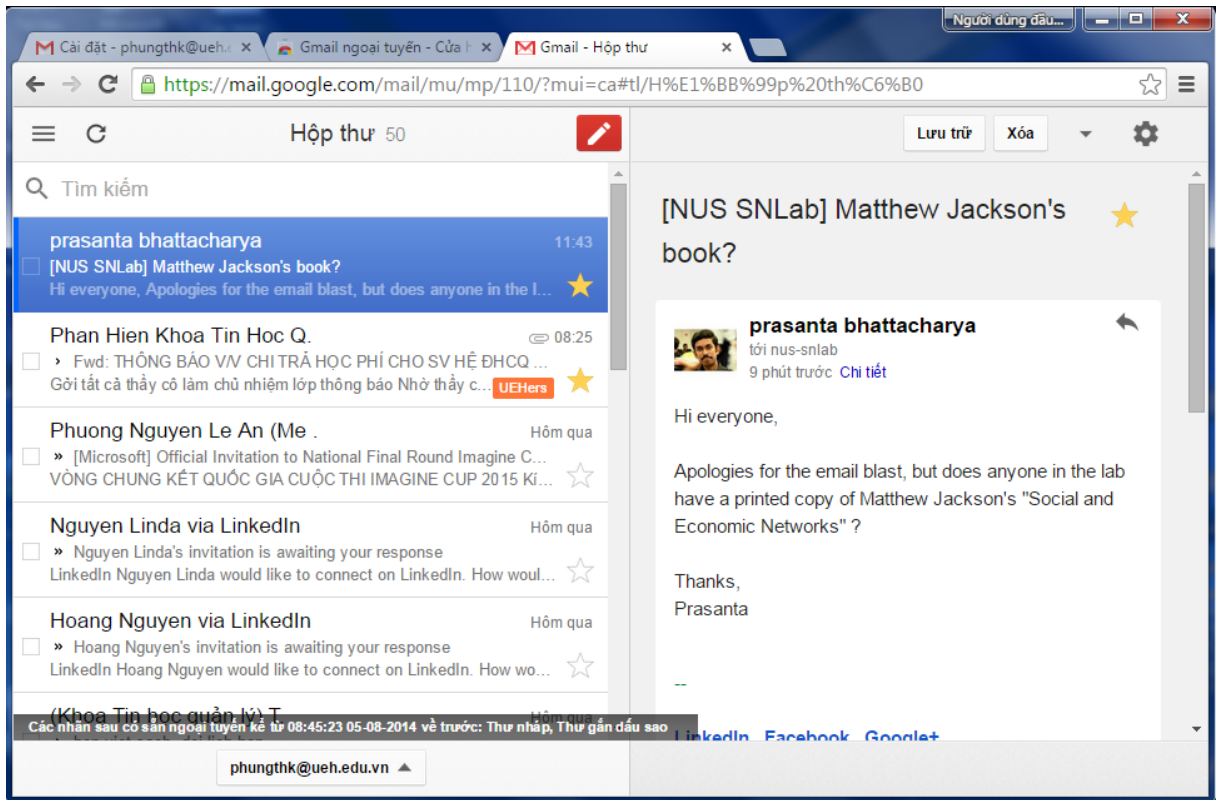 Người dùng đầu...
Cài đặt - phungthk@ueh.e
Gmail ngoại tuyến - Cửa h
Gmail - Hộp thư
https://mail.google.com/mail/mu/mp/110/?mui=ca#tl/H%E1%BB%99p%20th%C6%B0
Hộp thư 50
Lưu trữ
Xóa
Tìm kiếm
prasanta bhattacharya 11:43
[NUS SNLab] Matthew Jackson's book?
Hi everyone, Apologies for the email blast, but does anyone in the l...
Phan Hien Khoa Tin Hoc Q. 08:25
› Fwd: THÔNG BÁO V/V CHI TRẢ HỌC PHÍ CHO SV HỆ ĐHCQ ...
Gởi tất cả thầy cô làm chủ nhiệm lớp thông báo Nhờ thầy c... UEHers
Phuong Nguyen Le An (Me . Hôm qua
» [Microsoft] Official Invitation to National Final Round Imagine C...
VÒNG CHUNG KẾT QUỐC GIA CUỘC THI IMAGINE CUP 2015 Kí...
Nguyen Linda via LinkedIn Hôm qua
» Nguyen Linda's invitation is awaiting your response
LinkedIn Nguyen Linda would like to connect on LinkedIn. How woul...
Hoang Nguyen via LinkedIn Hôm qua
» Hoang Nguyen's invitation is awaiting your response
LinkedIn Hoang Nguyen would like to connect on LinkedIn. How wo...
(Khoa Tin học quản lý) T. Hôm qua
Các nhãn sau có sẵn ngoại tuyến kể từ 08:45:23 05-08-2014 về trước: Thư nháp, Thư gắn dấu sao
phungthk@ueh.edu.vn
[NUS SNLab] Matthew Jackson's
book?
prasanta bhattacharya
tới nus-snlab
9 phút trước Chi tiết
Hi everyone,
Apologies for the email blast, but does anyone in the lab
have a printed copy of Matthew Jackson's "Social and
Economic Networks" ?
Thanks,
Prasanta
--
LinkedIn Facebook Google+